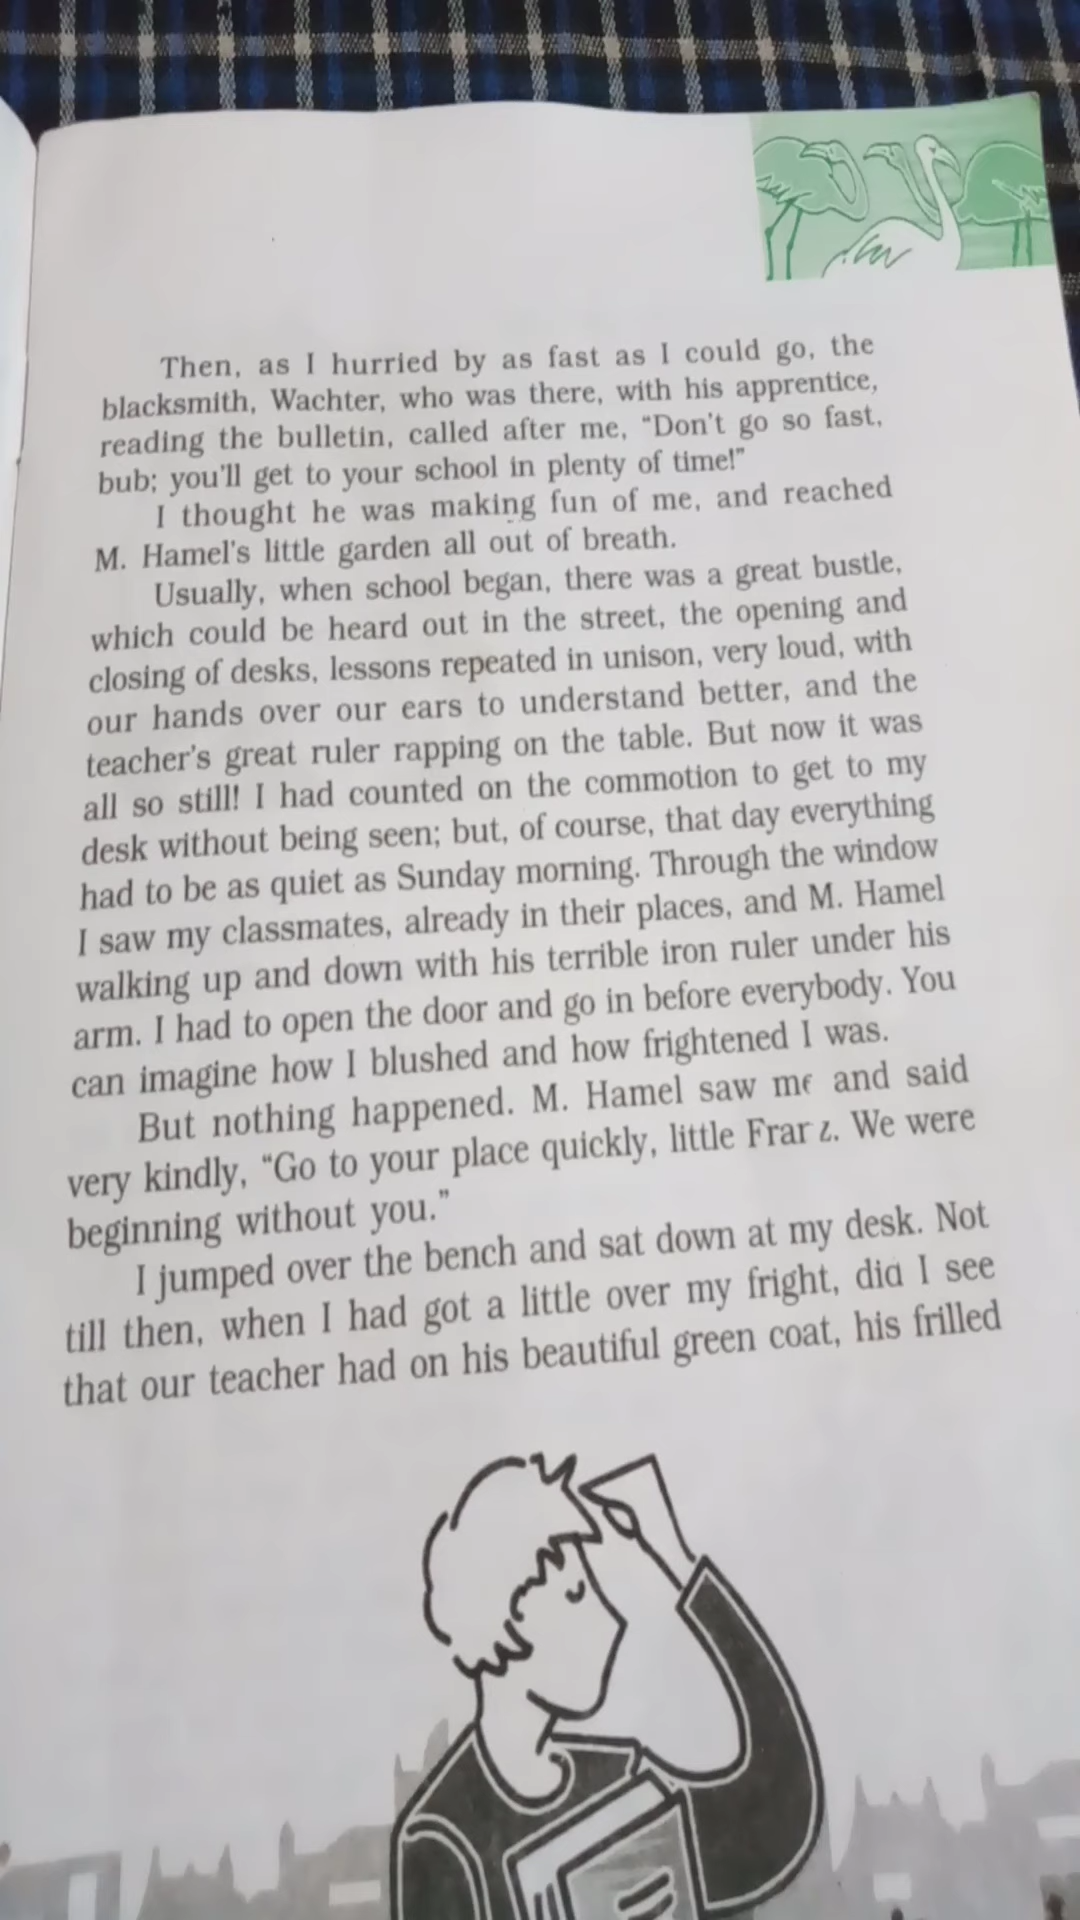 Then, as I hurried by as fast as I could go, the
blacksmith, Wachter, who was there, with his apprentice,
reading the bulletin, called after me, “Don't go so fast,
bub; you'll get to your school in plenty of time!”
I thought he was making fun of me, and reached
M. Hamel's little garden all out of breath.
Usually, when school began, there was a great bustle,
which could be heard out in the street, the opening and
closing of desks, lessons repeated in unison, very loud, with
our hands over our ears to understand better, and the
teacher's great ruler rapping on the table. But now it was
all so still! I had counted on the commotion to get to my
desk without being seen; but, of course, that day everything
had to be as quiet as Sunday morning. Through the window
I saw my classmates, already in their places, and M. Hamel
walking up and down with his terrible iron ruler under his
arm. I had to open the door and go in before everybody. You
can imagine how I blushed and how frightened I was.
But nothing happened. M. Hamel saw me and said
very kindly, “Go to your place quickly, little Franz. We were
beginning without you.”
I jumped over the bench and sat down at my desk. Not
till then, when I had got a little over my fright, did I see
that our teacher had on his beautiful green coat, his frilled